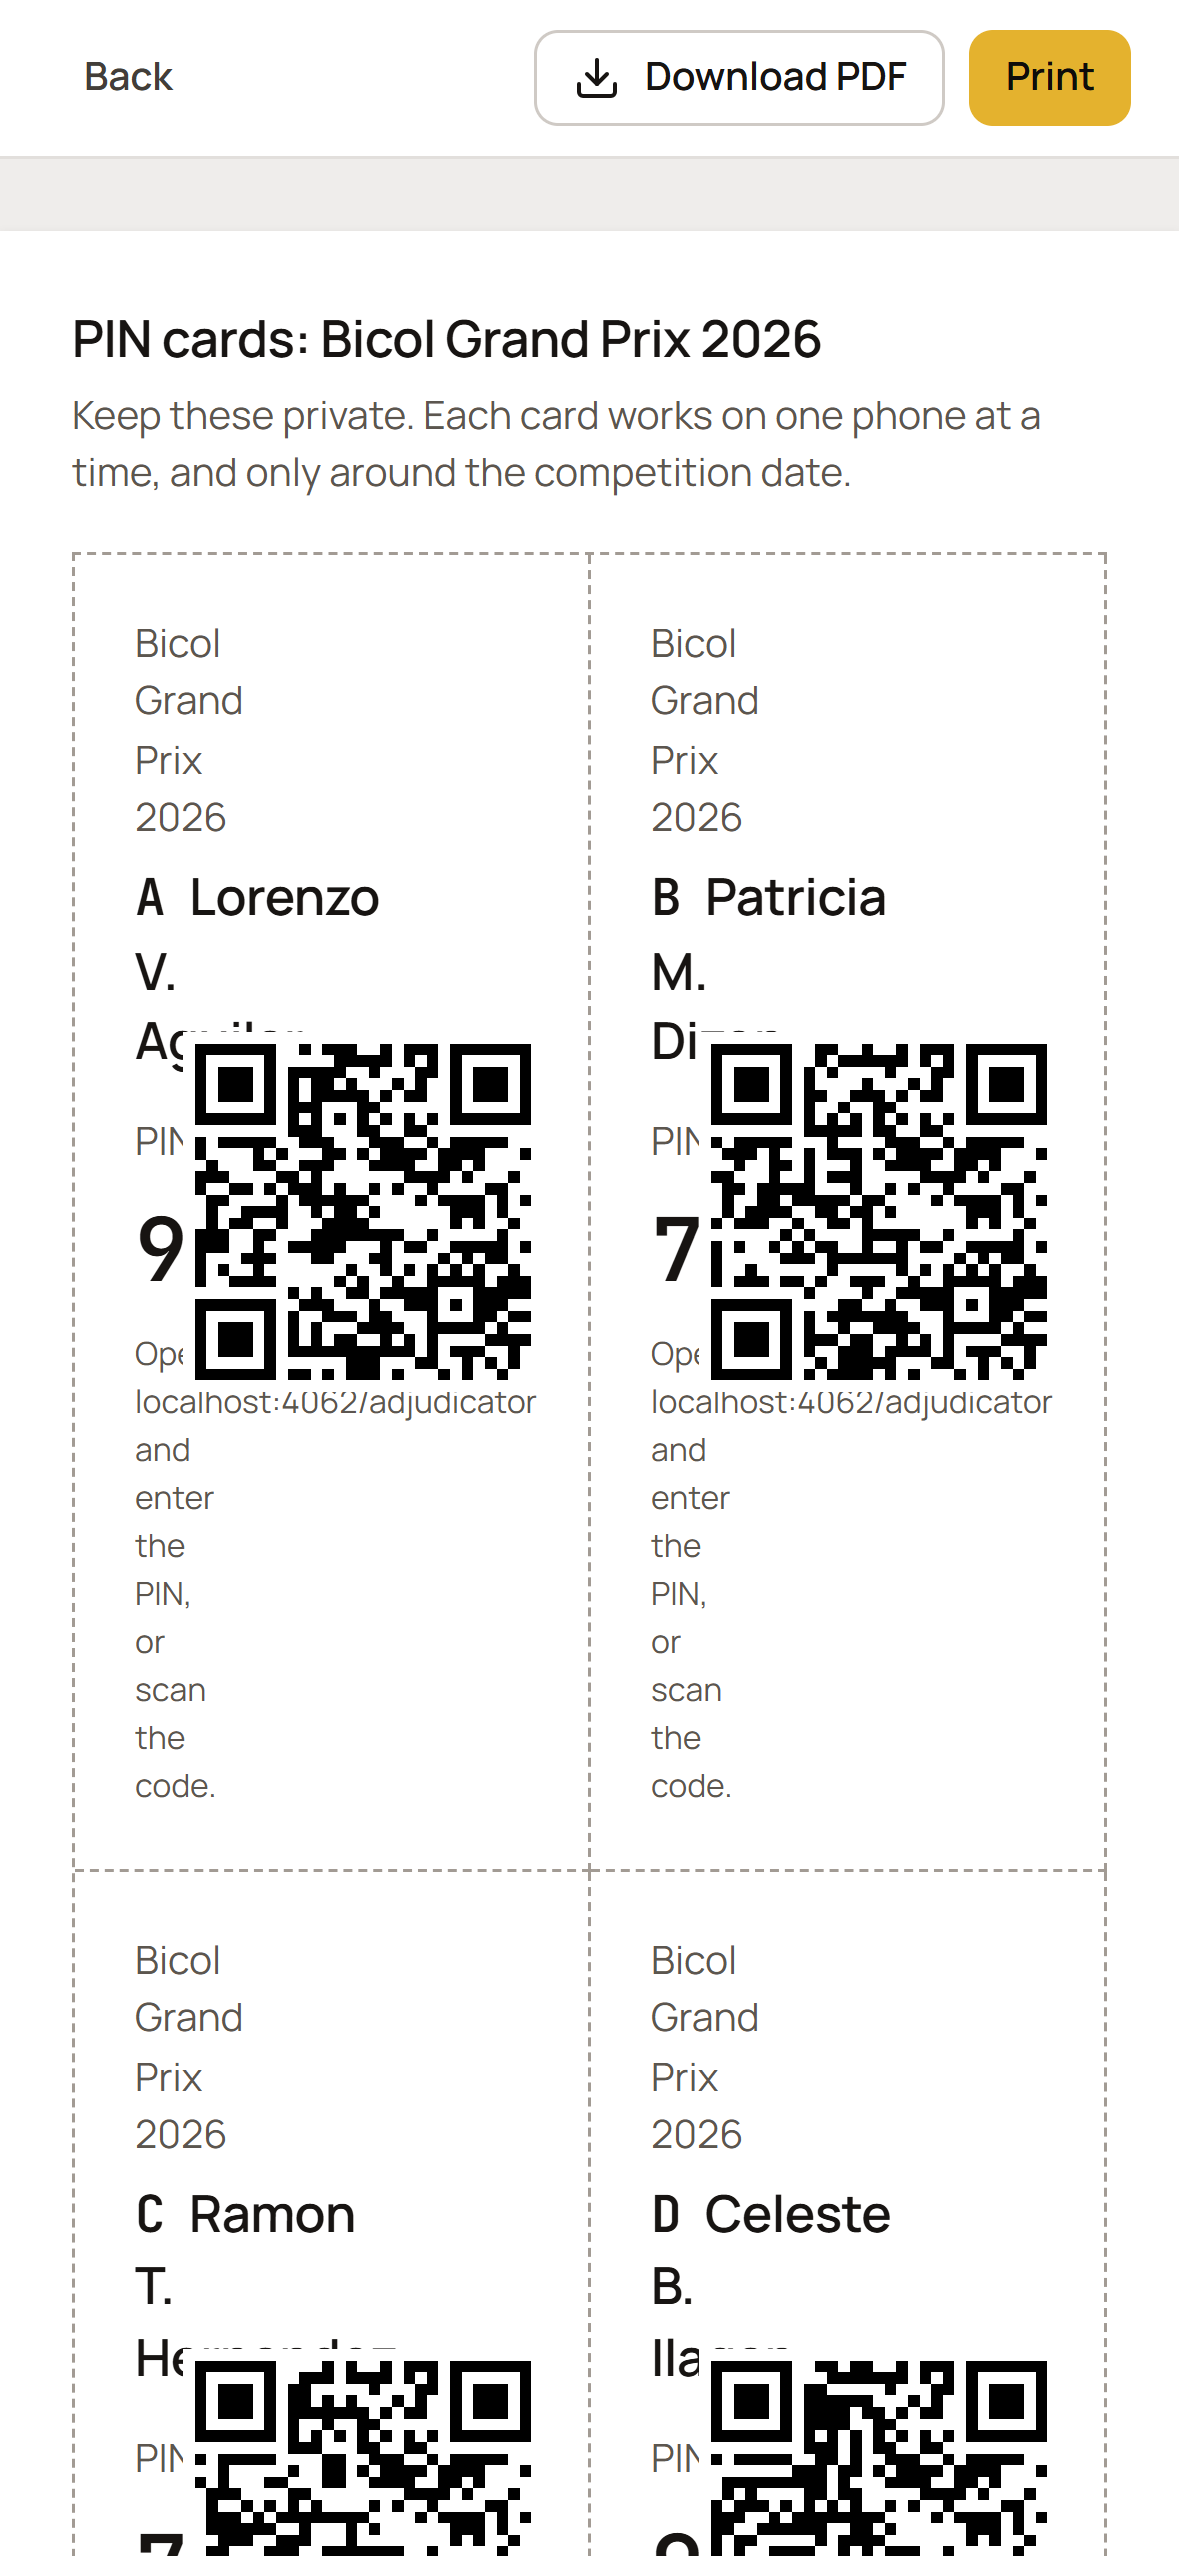 Back
Download PDF
Print
PIN cards: Bicol Grand Prix 2026
Keep these private. Each card works on one phone at a
time, and only around the competition date.
Bicol
Grand
Prix
2026
A Lorenzo
V.
localhost:4062/adjudicator
and
enter
the
PIN,
or
scan
the
code.
Bicol
Grand
Prix
2026
B Patricia
M.
localhost:4062/adjudicator
and
enter
the
PIN,
or
scan
the
code.
Bicol
Grand
Prix
2026
C Ramon
T.
Bicol
Grand
Prix
2026
D Celeste
B.